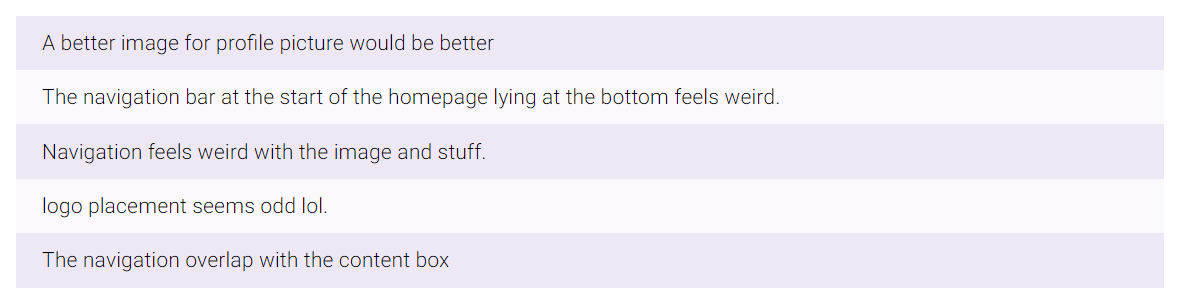 A better image for profile picture would be better
The navigation bar at the start of the homepage lying at the bottom feels weird.
Navigation feels weird with the image and stuff.
logo placement seems odd lol.
The navigation overlap with the content box